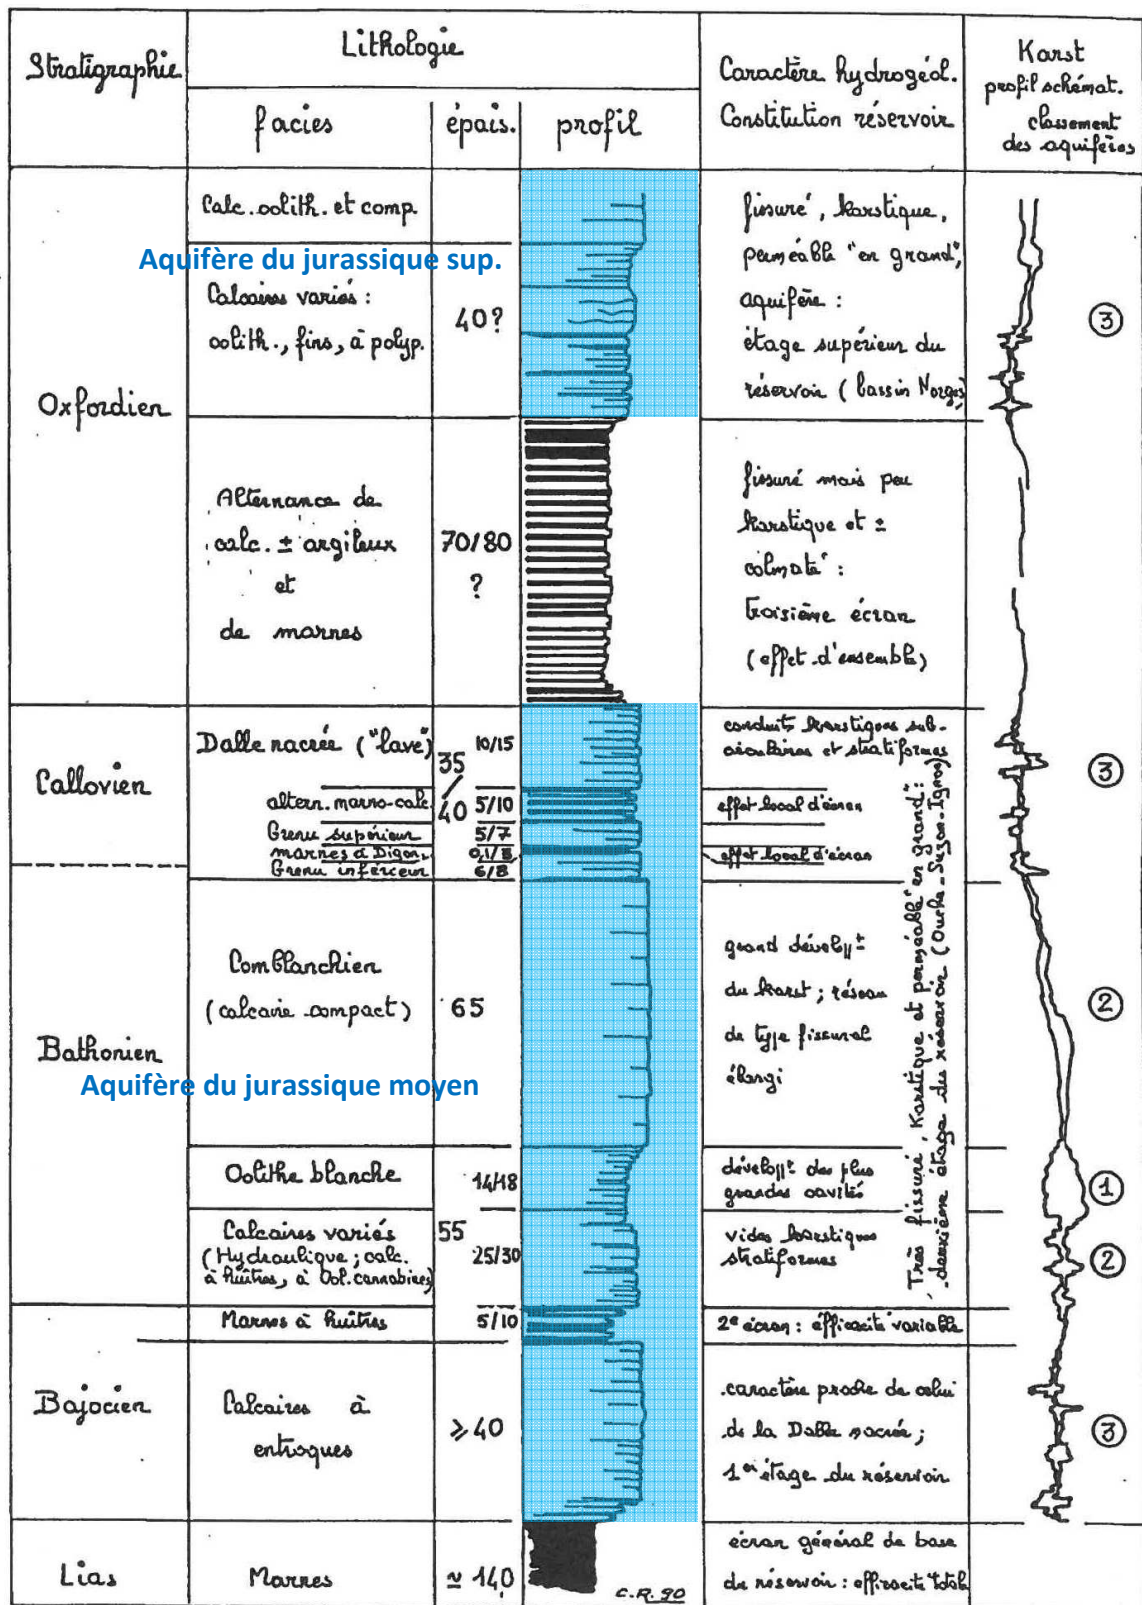 Stratigraphie
Lithologie
facies
épais.
profil
Caractère hydrogéol.
Constitution réservoir
Karst
profil schémat.
classement
des aquifères
Oxfordien
Calc. oolith. et comp.
Aquifère du jurassique sup.
Calcaires variés :
oolith., fins, à polyp.
40?
fissuré, karstique,
perméable "en grand",
aquifère :
étage supérieur du
réservoir (bassin Norges)
3
Alternance de
calc. ± argileux
et
de marnes
70/80
?
fissuré mais peu
karstique et ±
colmaté :
troisième écran
(effet d'ensemble)
Callovien
Dalle nacrée ("lave")
10/15
35
/
40
conduits karstiques sub-
circulaires et stratiformes
3
altern. marno-calc.
5/10
effet local d'écran
Grenu supérieur
5/7
marnes à Digon.
0,1/3
effet local d'écran
Grenu inférieur
6/8
Très fissuré, Karstique et perméable "en grand":
deuxième étage du réservoir (Ouche-Suzon-Ignon)
Bathonien
Comblanchien
(calcaire compact)
65
grand dévelopt
du karst ; réseau
de type fissural
élargi
2
Aquifère du jurassique moyen
Oolithe blanche
14/18
dévelopt des plus
grandes cavités
1
Calcaires variés
(Hydraulique ; calc.
à huîtres, à Ool. cannabines)
55
25/30
vides karstiques
stratiformes
2
Marnes à huîtres
5/10
2e écran : efficacité variable
Bajocien
Calcaires à
entroques
≥40
caractère proche de celui
de la Dalle nacrée ;
1er étage du réservoir
3
Lias
Marnes
≃ 140
C.R. 90
écran général de base
du réservoir : efficacité totale